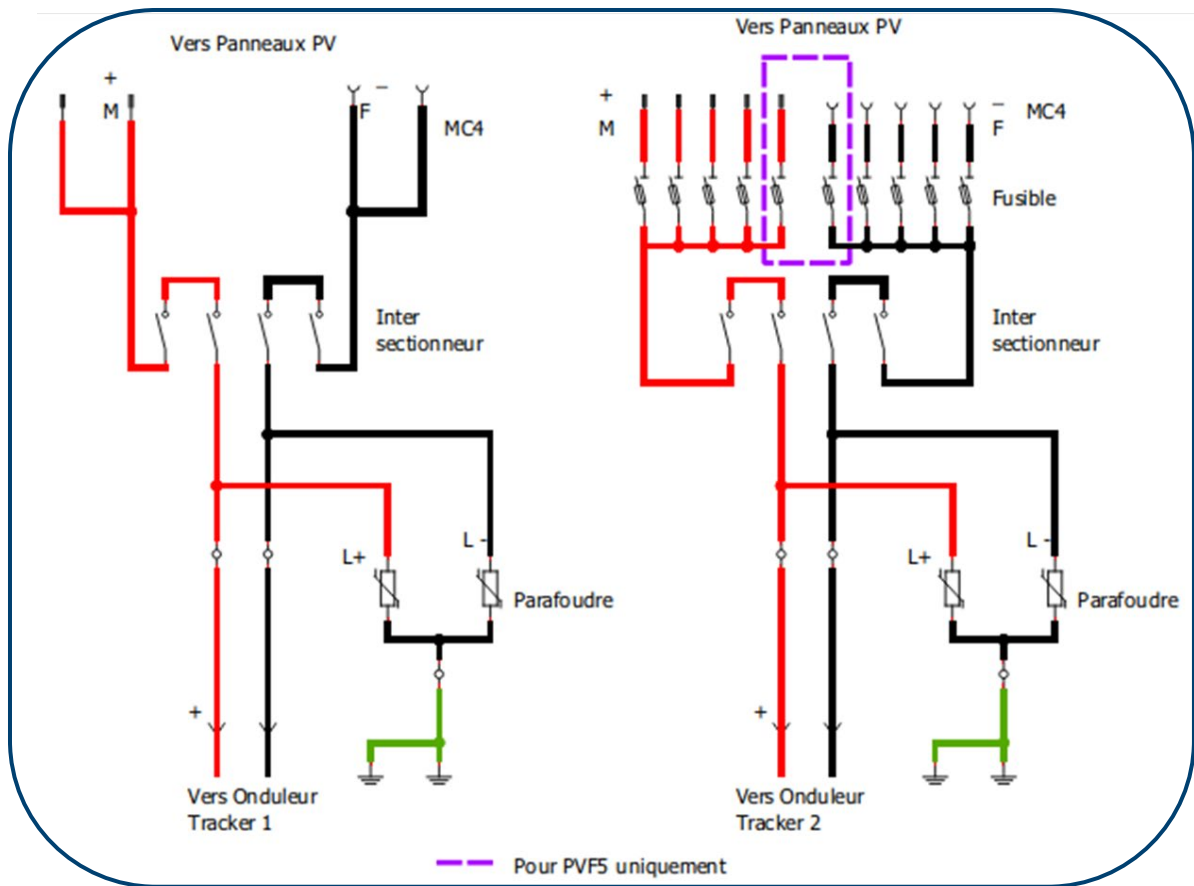 Vers Panneaux PV
+
M
−
F
MC4
Inter
sectionneur
L+
L -
Parafoudre
+
Vers Onduleur
Tracker 1
Vers Panneaux PV
+
M
−
F
MC4
Fusible
Inter
sectionneur
L+
L -
Parafoudre
+
Vers Onduleur
Tracker 2
Pour PVF5 uniquement